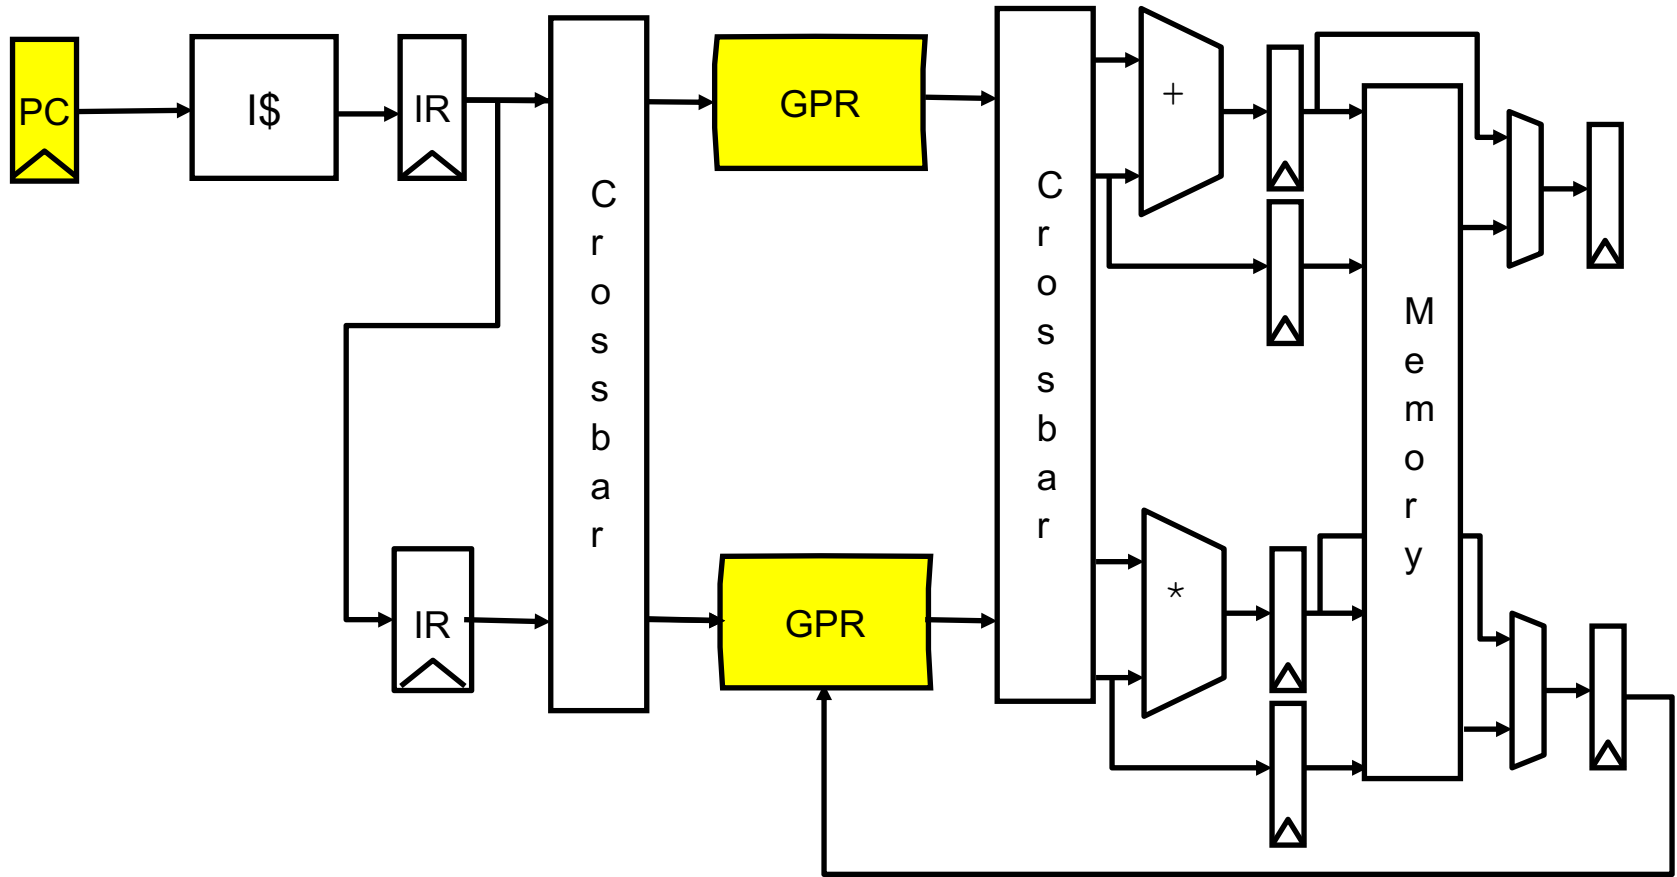 PC
I$
IR
Crossbar
GPR
Crossbar
+
Memory
IR
GPR
*